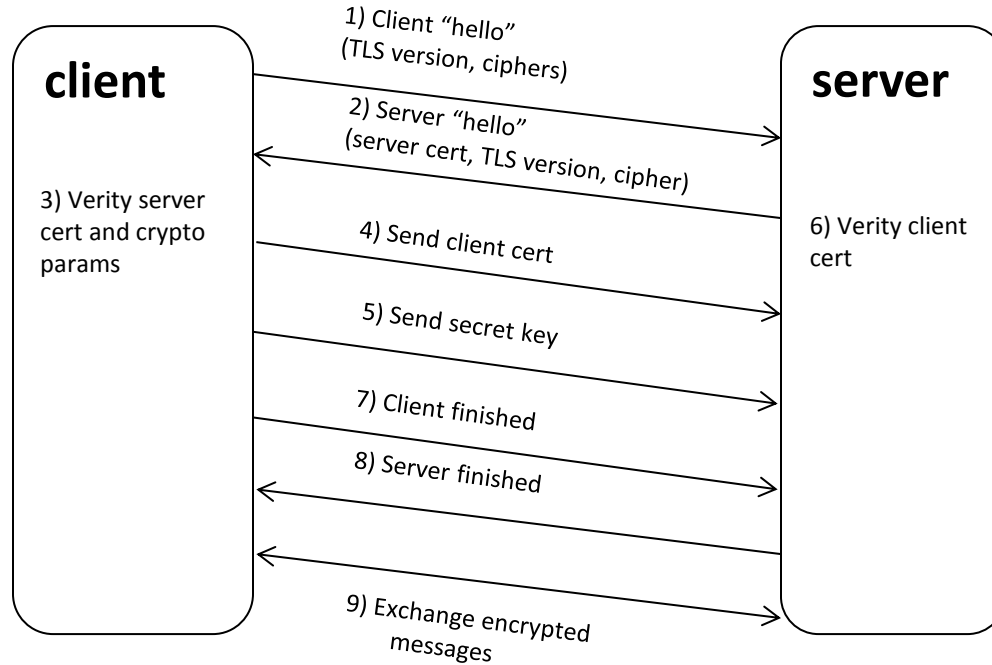 client
server
1) Client “hello”
(TLS version, ciphers)
2) Server “hello”
(server cert, TLS version, cipher)
3) Verity server
cert and crypto
params
4) Send client cert
5) Send secret key
6) Verity client
cert
7) Client finished
8) Server finished
9) Exchange encrypted
messages